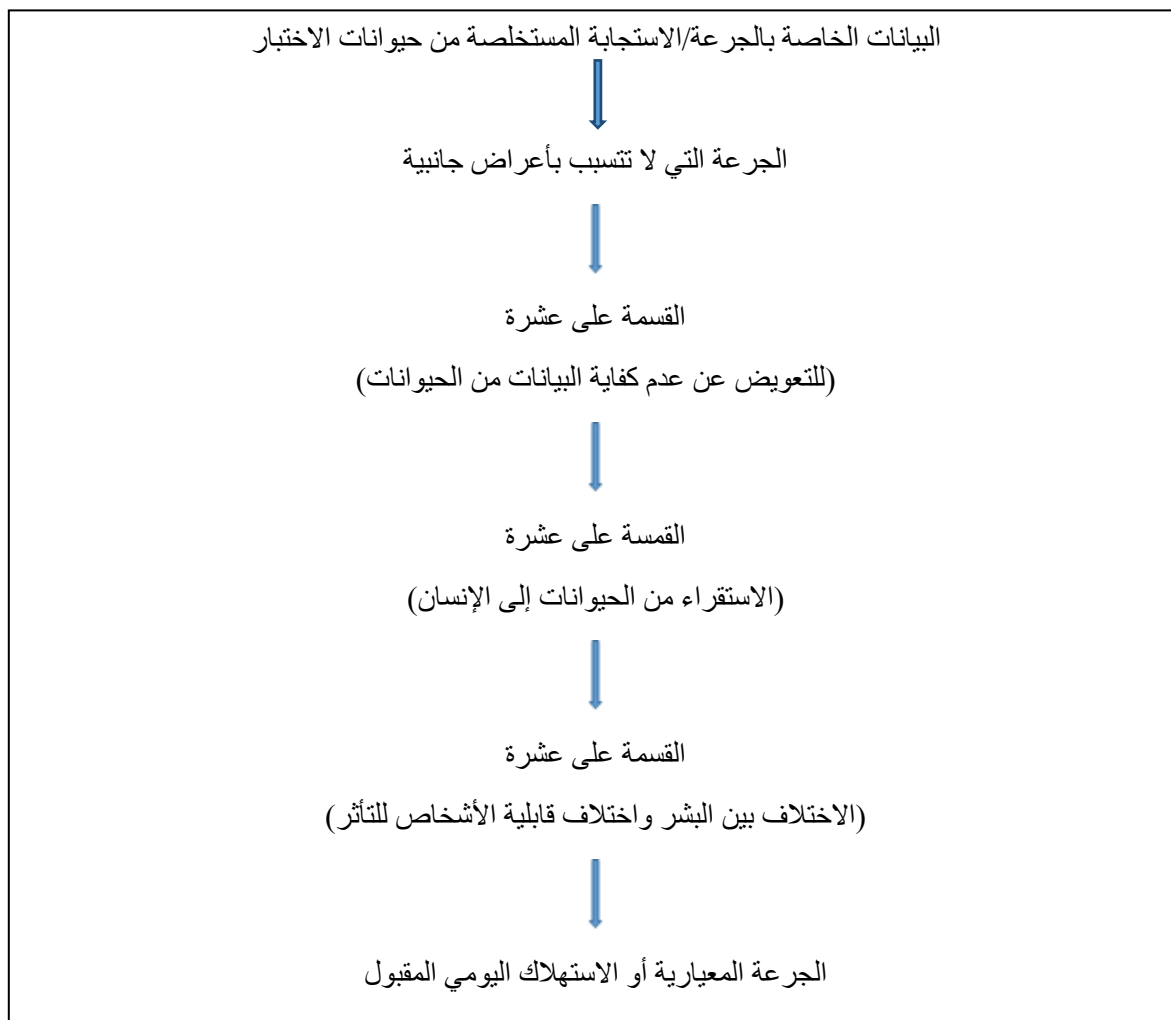 البيانات الخاصة بالجرعة/الاستجابة المستخلصة من حيوانات الاختبار
الجرعة التي لا تتسبب بأعراض جانبية
القسمة على عشرة
(للتعويض عن عدم كفاية البيانات من الحيوانات)
القمسة على عشرة
(الاستقراء من الحيوانات إلى الإنسان)
القسمة على عشرة
(الاختلاف بين البشر واختلاف قابلية الأشخاص للتأثر)
الجرعة المعيارية أو الاستهلاك اليومي المقبول